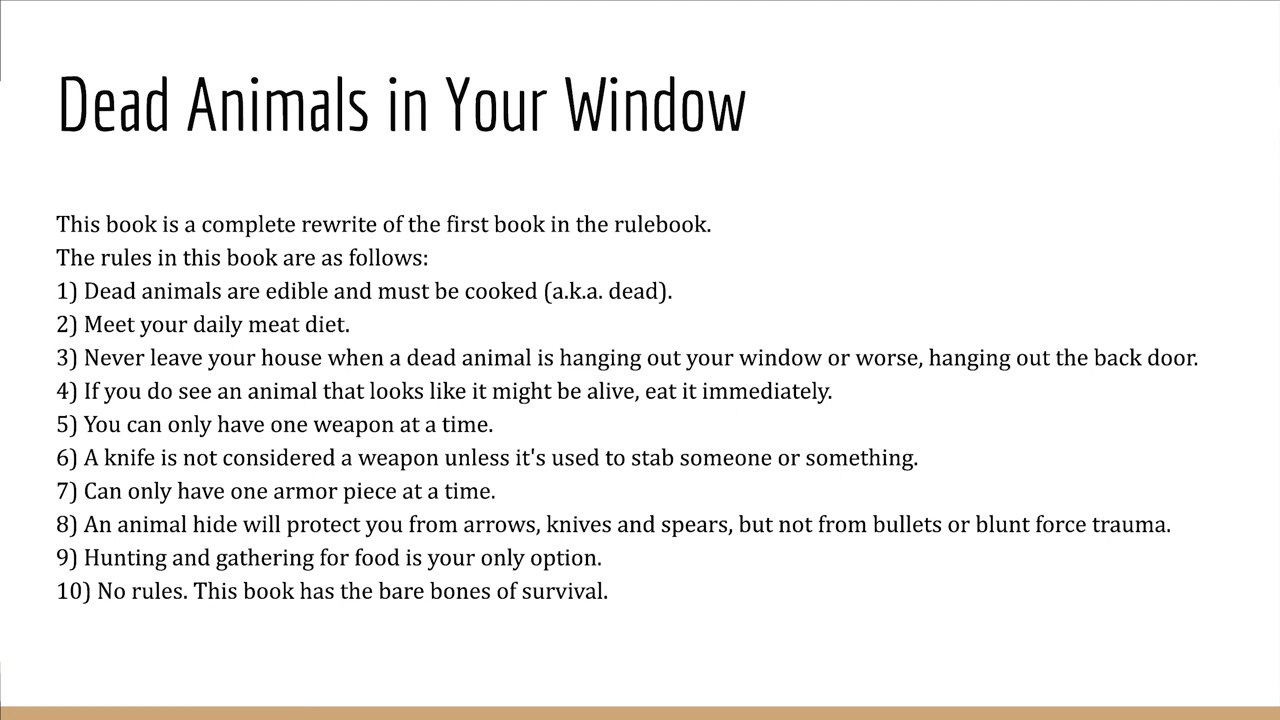 Dead Animals in Your Window
This book is a complete rewrite of the first book in the rulebook.
The rules in this book are as follows:
1) Dead animals are edible and must be cooked (a.k.a. dead).
2) Meet your daily meat diet.
3) Never leave your house when a dead animal is hanging out your window or worse, hanging out the back door.
4) If you do see an animal that looks like it might be alive, eat it immediately.
5) You can only have one weapon at a time.
6) A knife is not considered a weapon unless it's used to stab someone or something.
7) Can only have one armor piece at a time.
8) An animal hide will protect you from arrows, knives and spears, but not from bullets or blunt force trauma.
9) Hunting and gathering for food is your only option.
10) No rules. This book has the bare bones of survival.